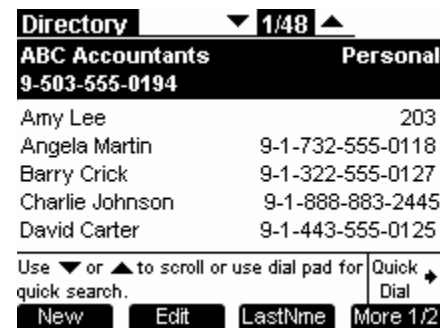 Directory ▼ 1/48 ▲
ABC Accountants Personal
9-503-555-0194
Amy Lee 203
Angela Martin 9-1-732-555-0118
Barry Crick 9-1-322-555-0127
Charlie Johnson 9-1-888-883-2445
David Carter 9-1-443-555-0125
Use ▼ or ▲ to scroll or use dial pad for quick search.
Quick Dial
New Edit LastNme More 1/2